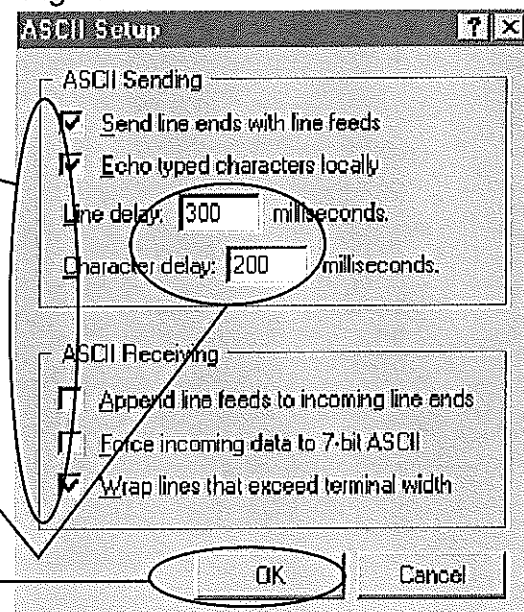 ASCII Setup
ASCII Sending
Send line ends with line feeds
Echo typed characters locally
Line delay: 300 milliseconds.
Character delay: 200 milliseconds.
ASCII Receiving
Append line feeds to incoming line ends
Force incoming data to 7-bit ASCII
Wrap lines that exceed terminal width
OK Cancel